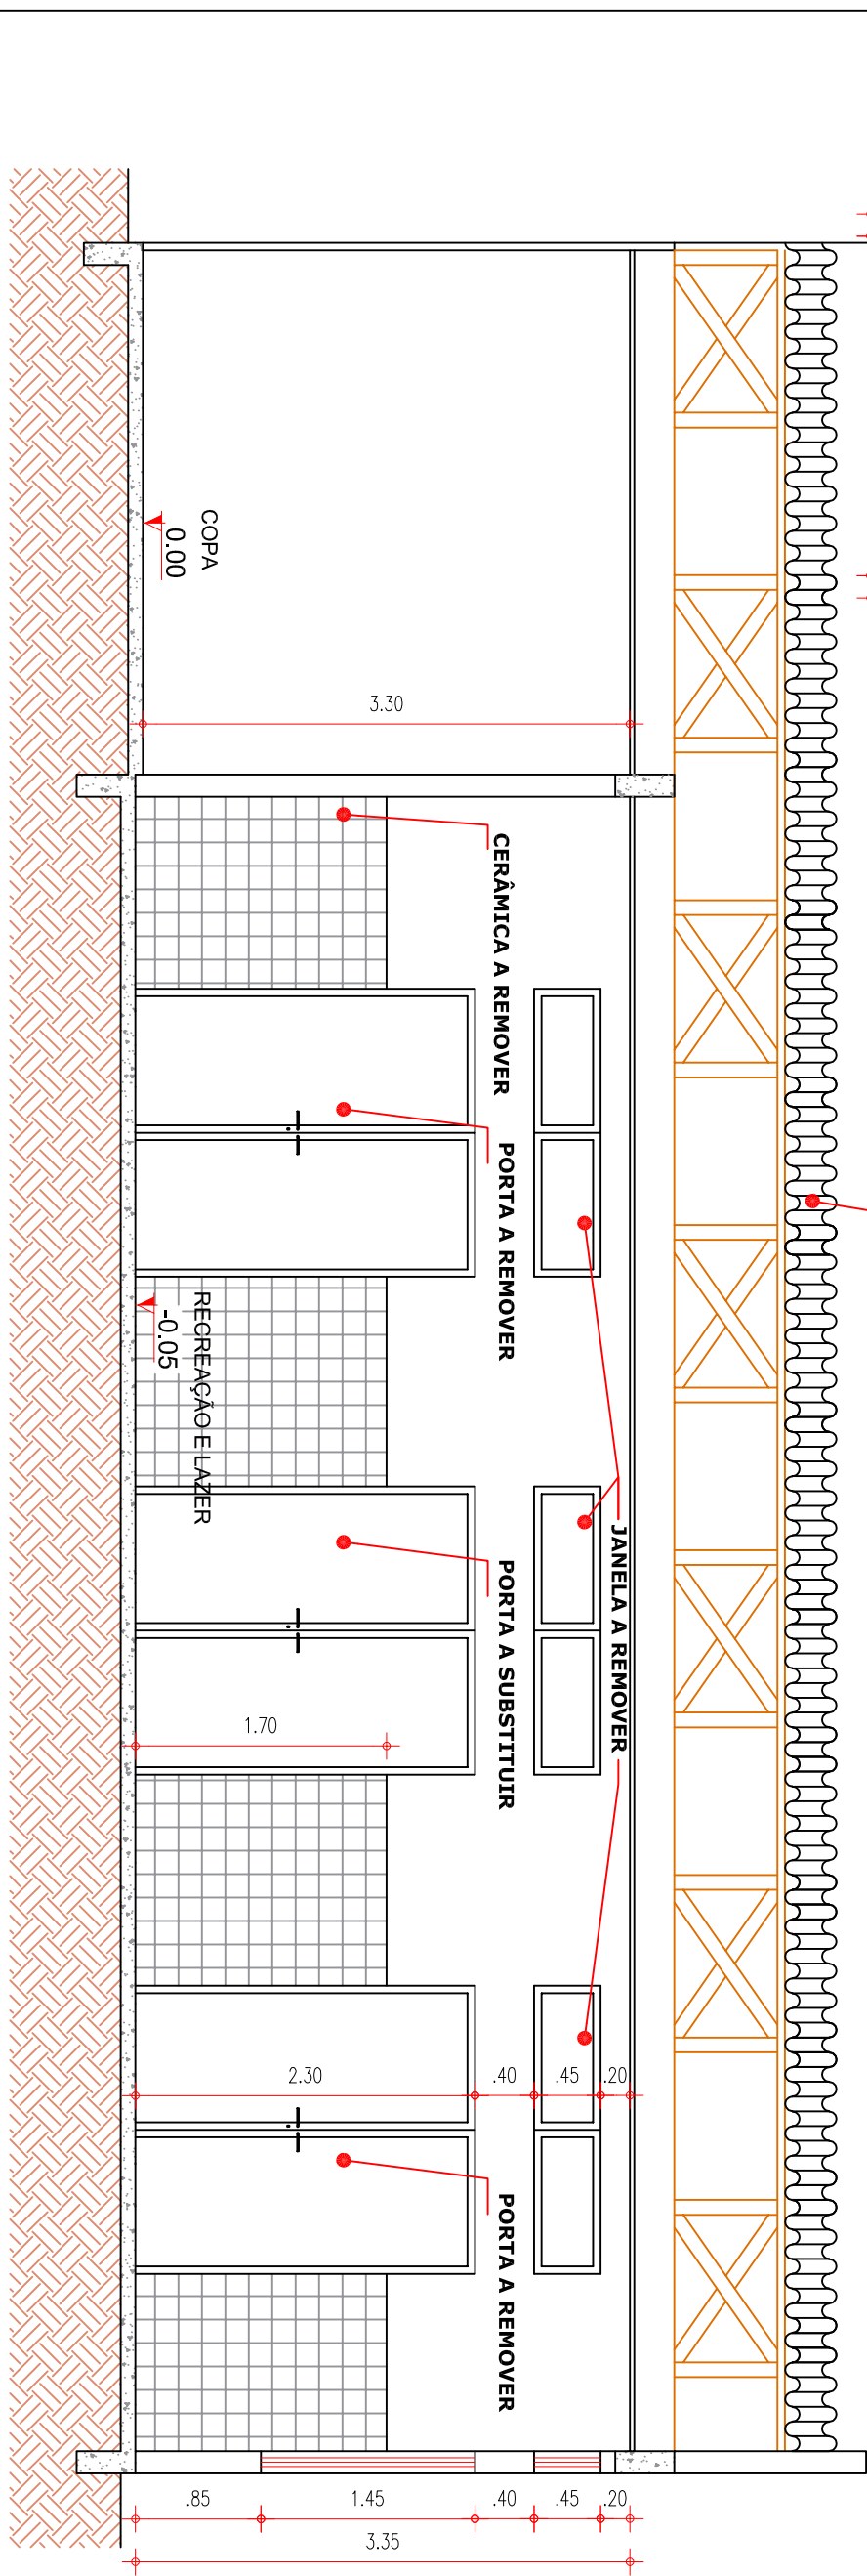 COPA
0.00
3.30
CERÂMICA A REMOVER
PORTA A REMOVER
RECREAÇÃO E LAZER
-0.05
JANELA A REMOVER
PORTA A SUBSTITUIR
1.70
2.30
.40
.45
.20
PORTA A REMOVER
.85
1.45
.40
.45
.20
3.35